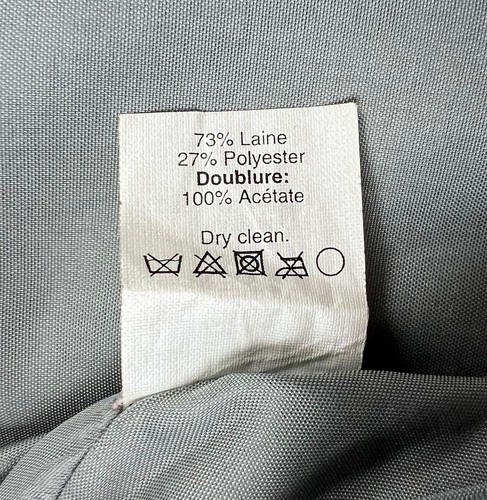 73% Laine
27% Polyester
Doublure:
100% Acétate
Dry clean.